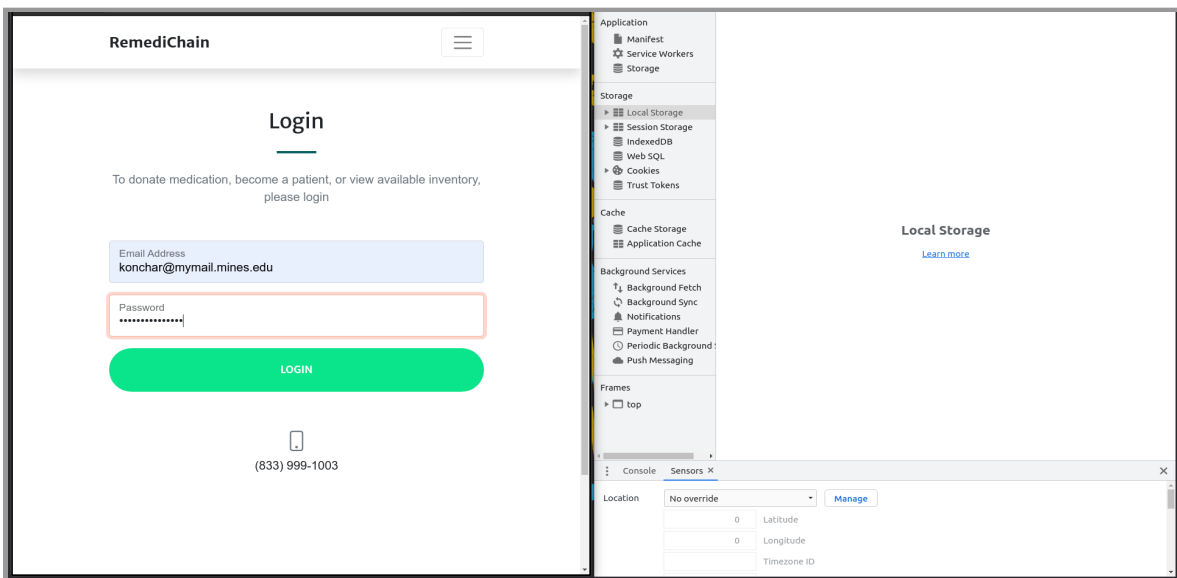 RemediChain
Login
To donate medication, become a patient, or view available inventory,
please login
Email Address
konchar@mymail.mines.edu
Password
•••••••••••••••
LOGIN
(833) 999-1003
Application
Manifest
Service Workers
Storage
Storage
Local Storage
Session Storage
IndexedDB
Web SQL
Cookies
Trust Tokens
Cache
Cache Storage
Application Cache
Background Services
Background Fetch
Background Sync
Notifications
Payment Handler
Periodic Background
Push Messaging
Frames
top
Local Storage
Learn more
Console Sensors ×
Location No override Manage
0 Latitude
0 Longitude
Timezone ID